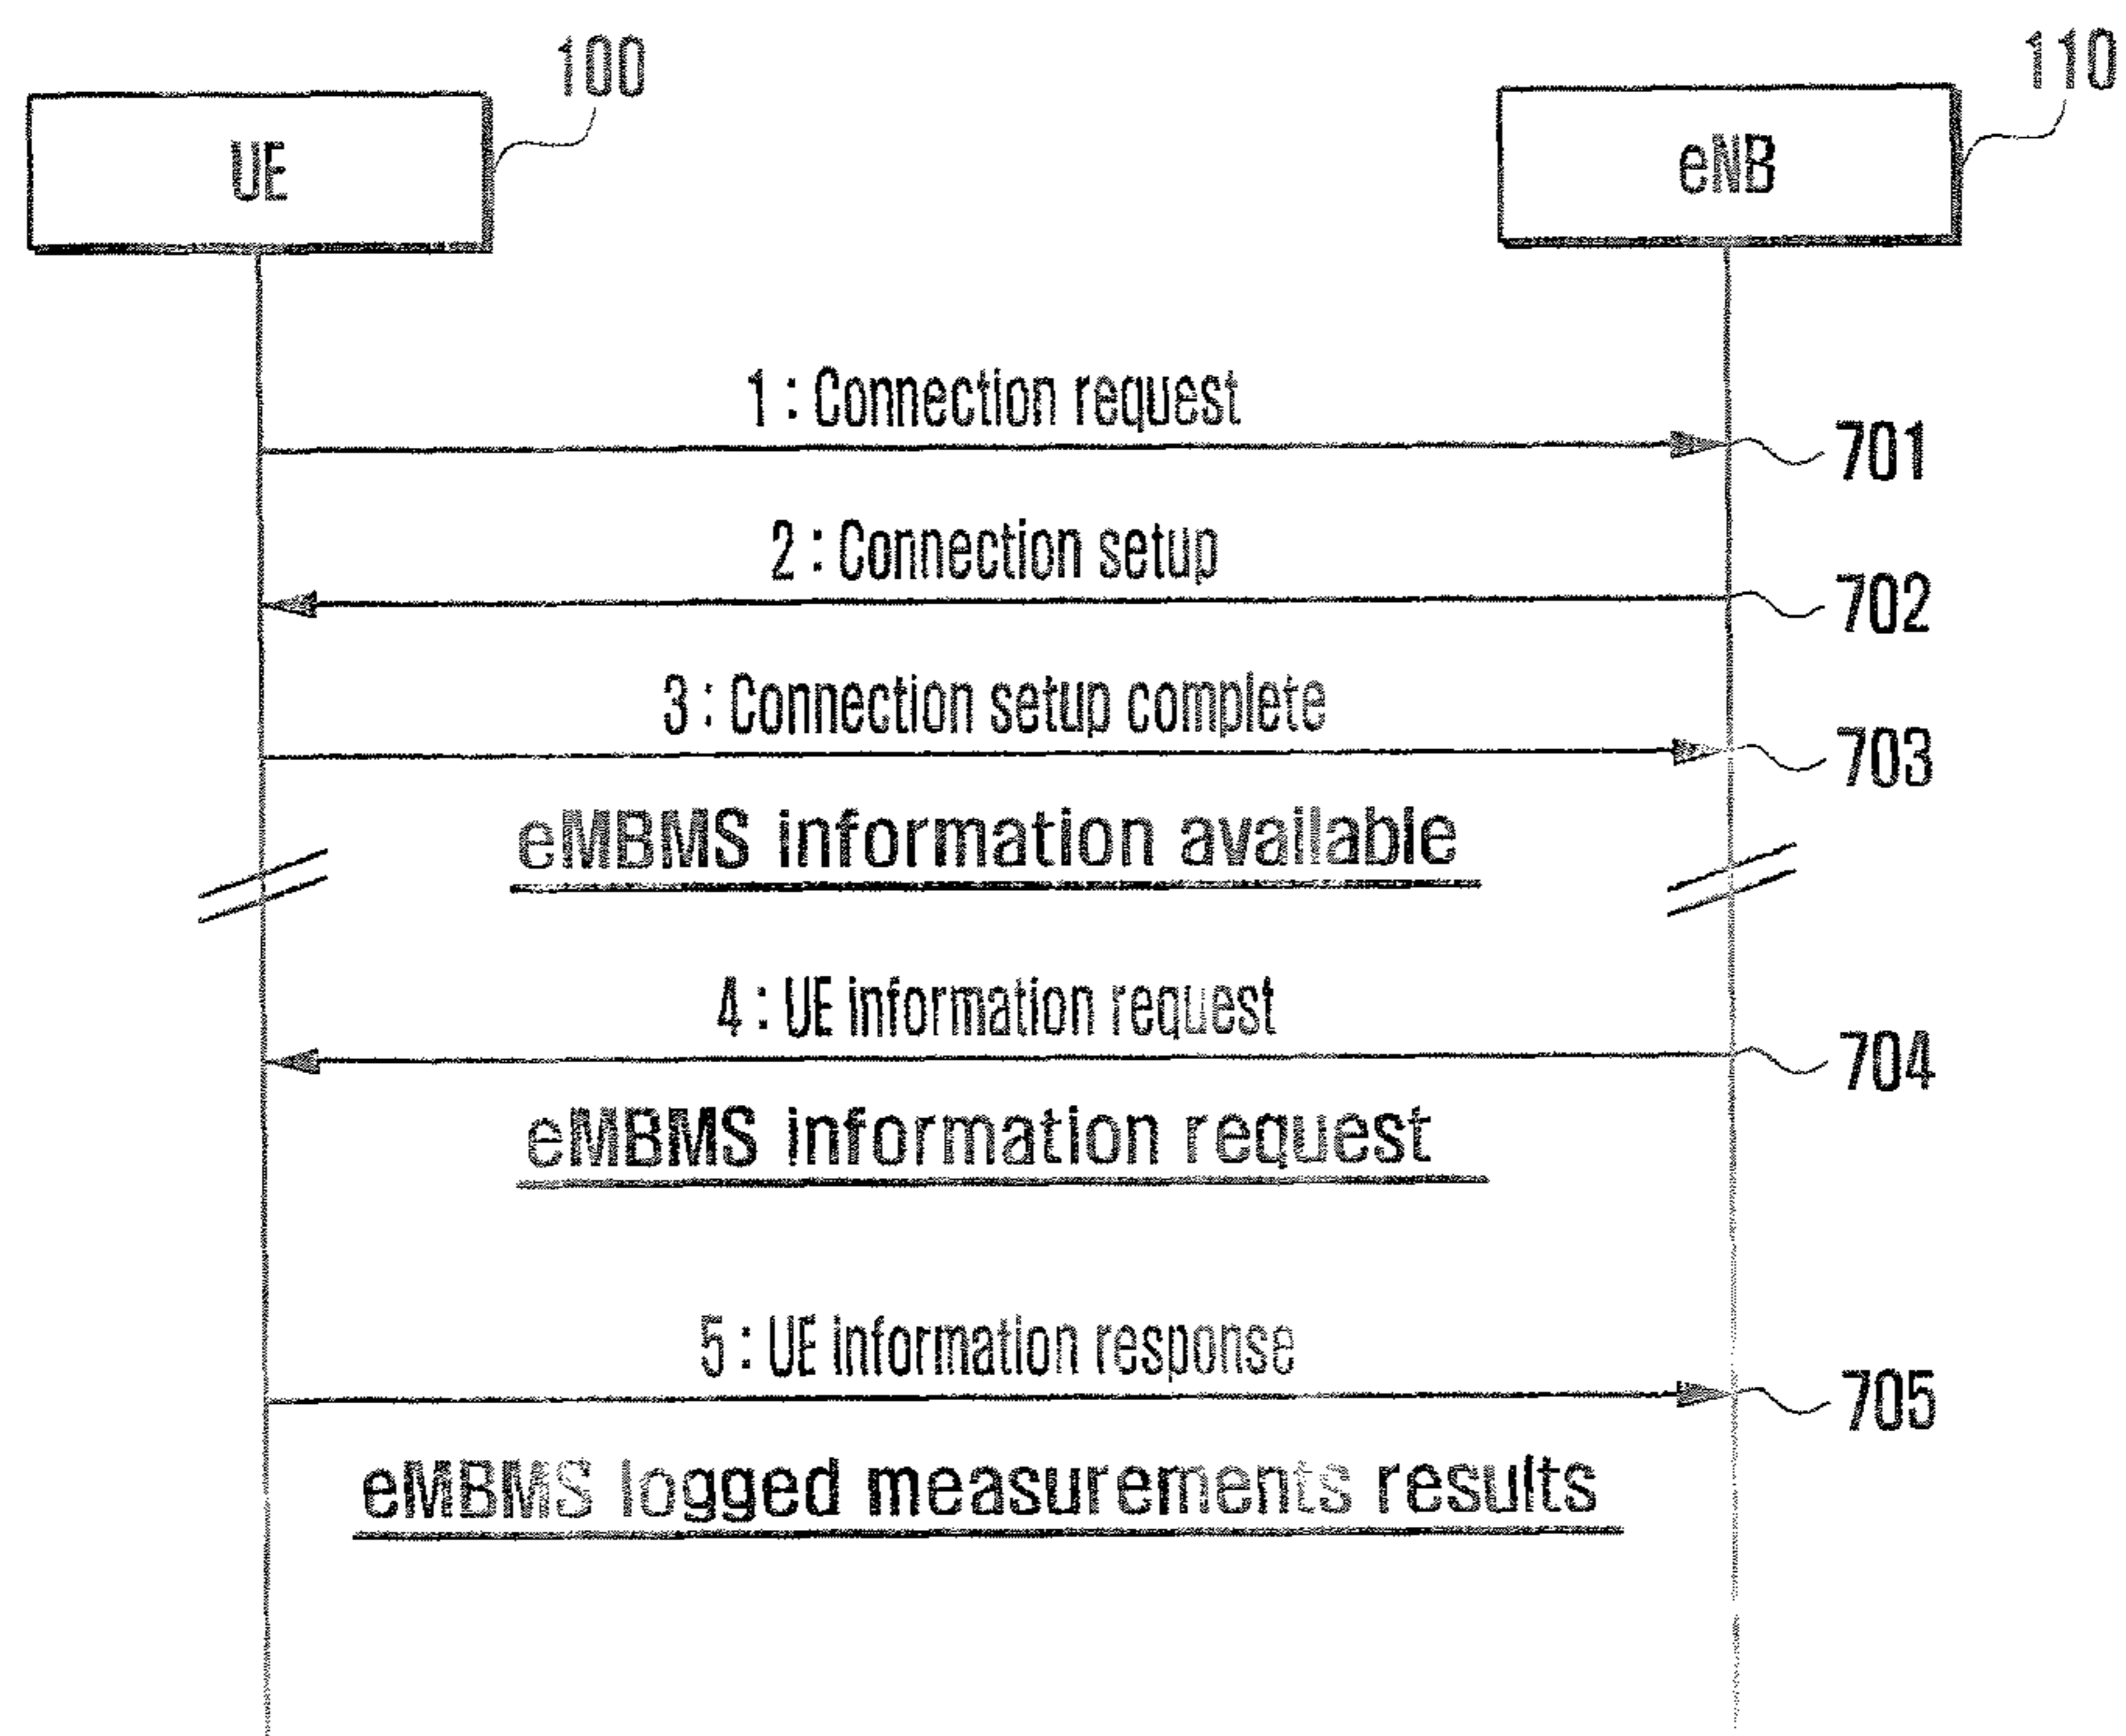 100
110
UE
eNB
1 : Connection request
701
2 : Connection setup
702
3 : Connection setup complete
703
eMBMS information available
4 : UE information request
704
eMBMS information request
5 : UE information response
705
eMBMS logged measurements results